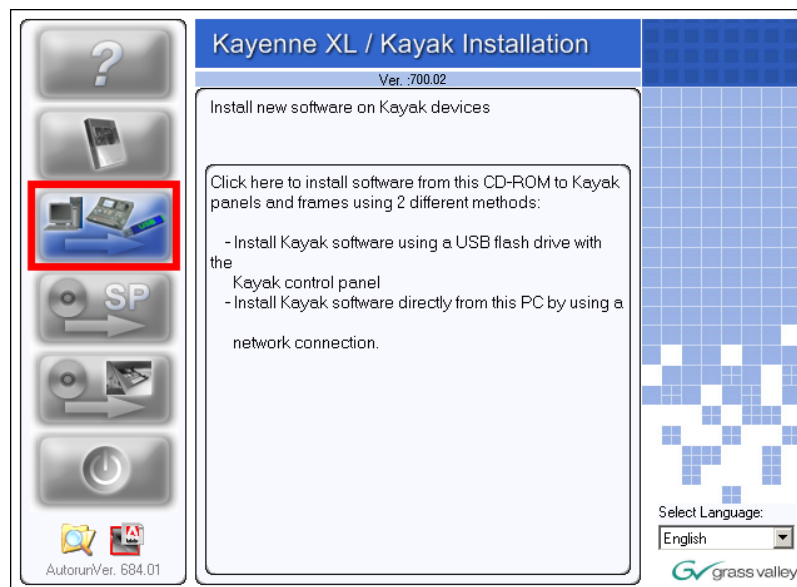 Kayenne XL / Kayak Installation
Ver. :700.02
Install new software on Kayak devices
Click here to install software from this CD-ROM to Kayak
panels and frames using 2 different methods:
- Install Kayak software using a USB flash drive with
the
Kayak control panel
- Install Kayak software directly from this PC by using a
network connection.
?
USB
SP
AutorunVer. 684.01
Select Language:
English
GV grass valley